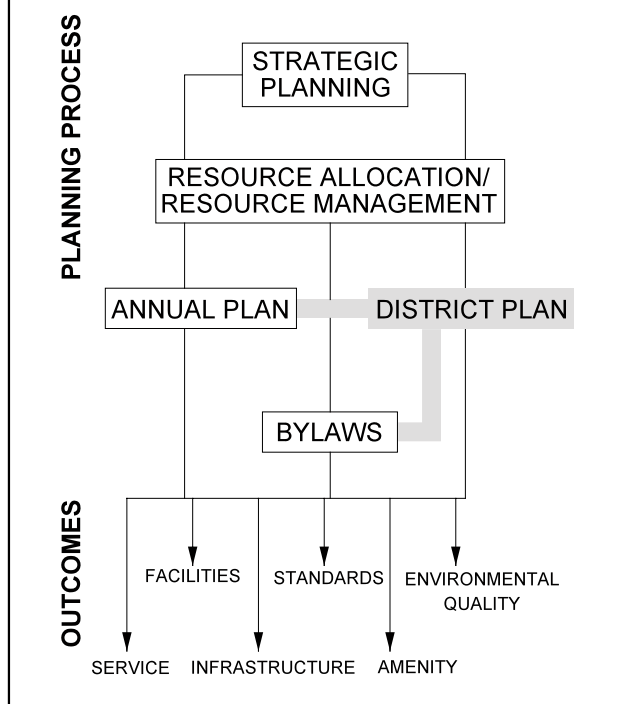 PLANNING PROCESS
STRATEGIC
PLANNING
RESOURCE ALLOCATION/
RESOURCE MANAGEMENT
ANNUAL PLAN
DISTRICT PLAN
BYLAWS
OUTCOMES
FACILITIES
STANDARDS
ENVIRONMENTAL
QUALITY
SERVICE
INFRASTRUCTURE
AMENITY